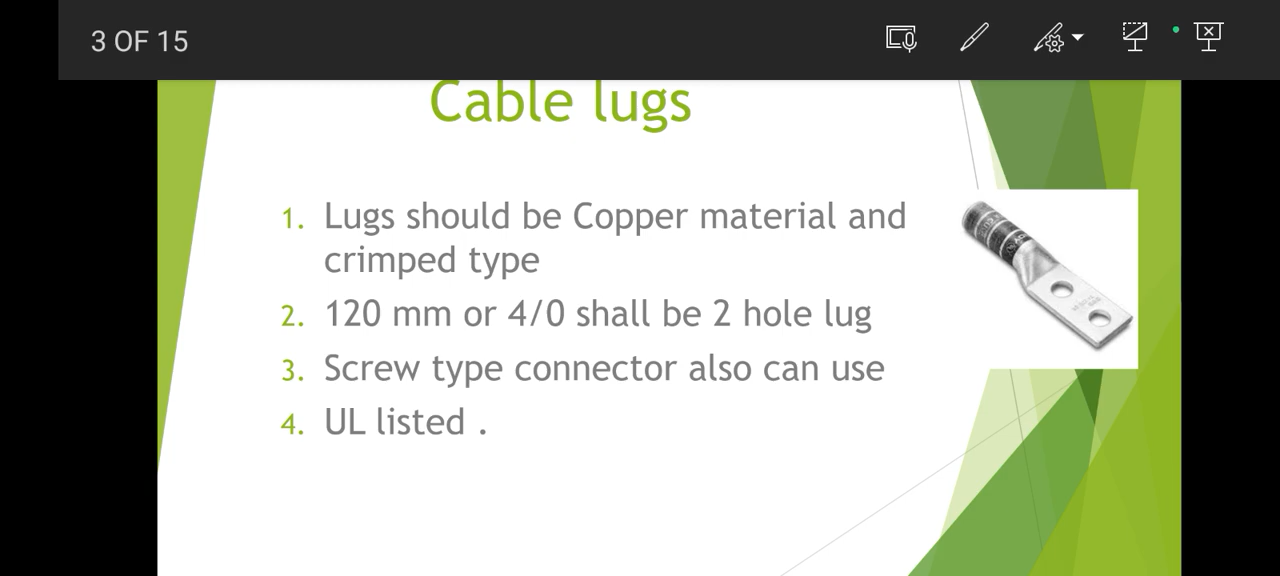 3 OF 15
Cable lugs
1. Lugs should be Copper material and
crimped type
2. 120 mm or 4/0 shall be 2 hole lug
3. Screw type connector also can use
4. UL listed .